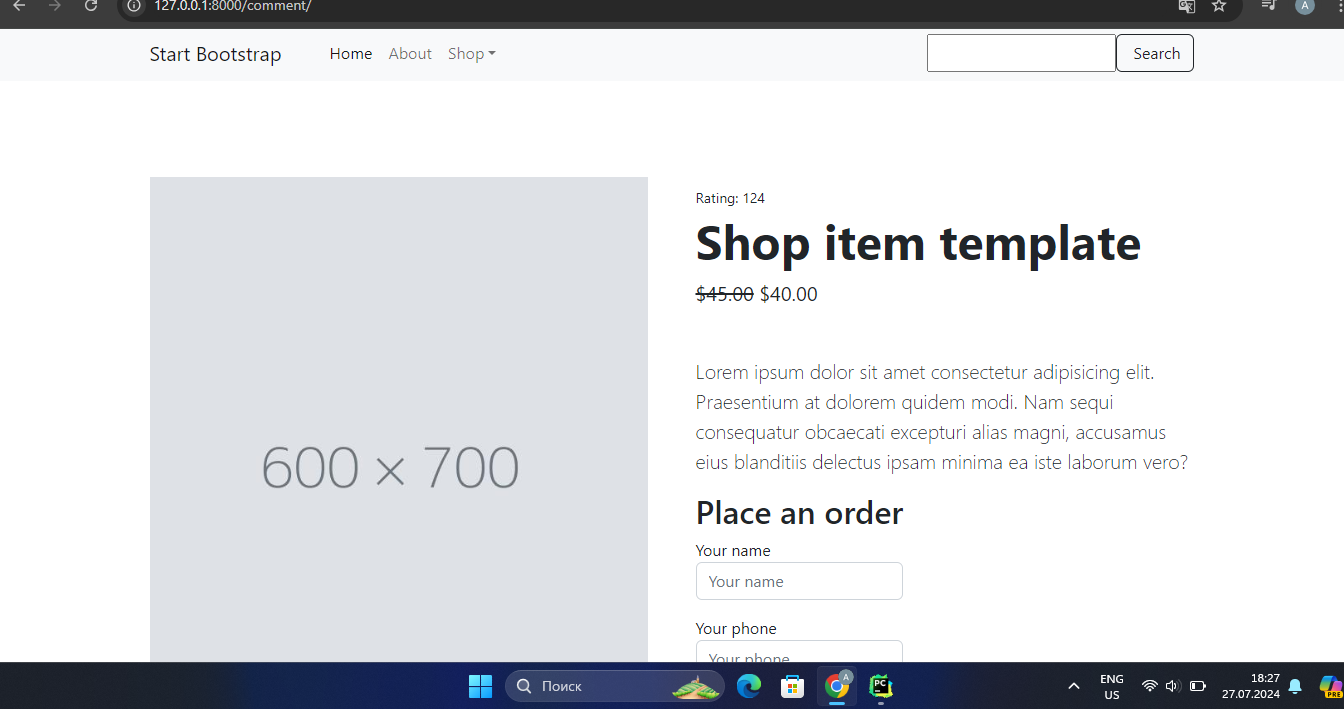 127.0.0.1:8000/comment/
A
Start Bootstrap Home About Shop Search
Rating: 124
Shop item template
$45.00 $40.00
Lorem ipsum dolor sit amet consectetur adipisicing elit.
Praesentium at dolorem quidem modi. Nam sequi
consequatur obcaecati excepturi alias magni, accusamus
eius blanditiis delectus ipsam minima ea iste laborum vero?
600 × 700
Place an order
Your name
Your name
Your phone
Your phone
Поиск
A
PC
ENG
US
18:27
27.07.2024
PRE